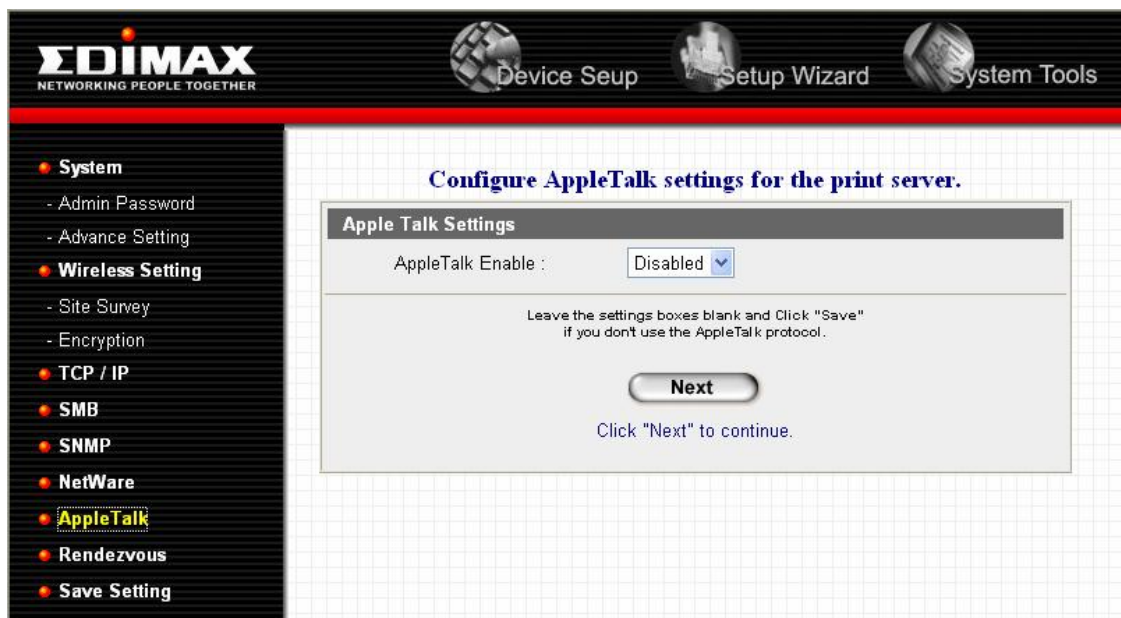 EDIMAX
NETWORKING PEOPLE TOGETHER
Device Seup
Setup Wizard
System Tools
System
- Admin Password
- Advance Setting
Wireless Setting
- Site Survey
- Encryption
TCP / IP
SMB
SNMP
NetWare
AppleTalk
Rendezvous
Save Setting
Configure AppleTalk settings for the print server.
Apple Talk Settings
AppleTalk Enable :
Disabled
Leave the settings boxes blank and Click "Save"
if you don't use the AppleTalk protocol.
Next
Click "Next" to continue.